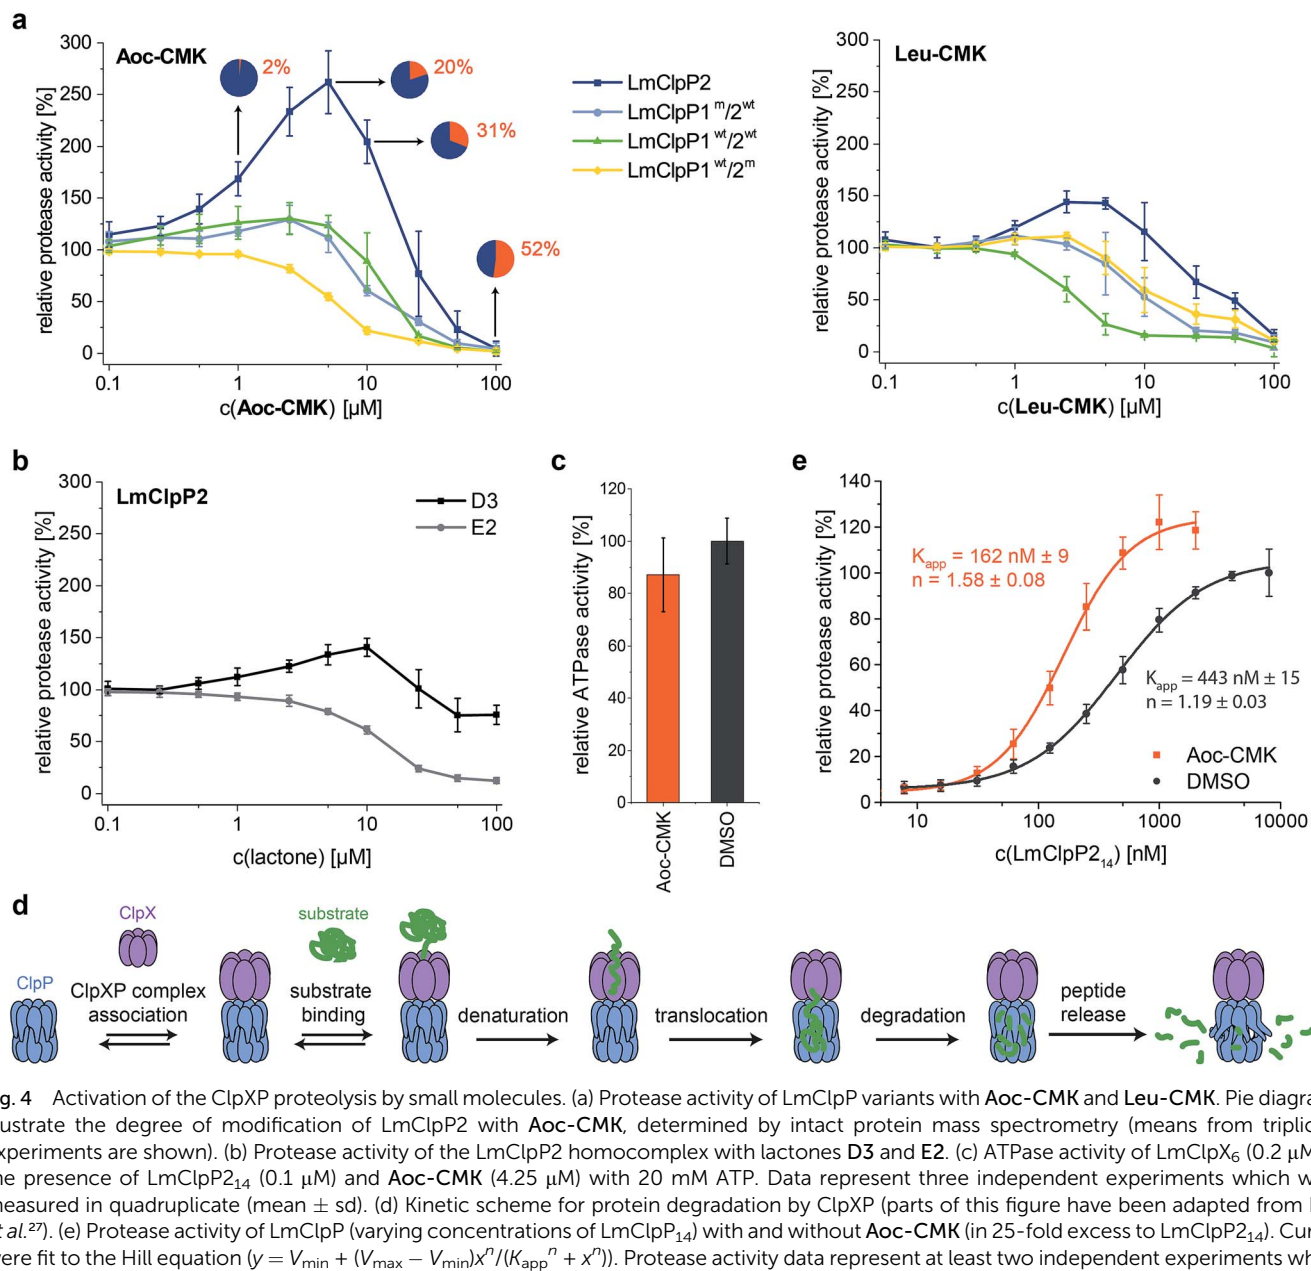 a
Aoc-CMK
300
250
200
150
100
50
0
relative protease activity [%]
2%
20%
31%
52%
0.1 1 10 100
c(Aoc-CMK) [µM]
LmClpP2
LmClpP1 m/2wt
LmClpP1 wt/2wt
LmClpP1 wt/2m
Leu-CMK
300
250
200
150
100
50
0
relative protease activity [%]
0.1 1 10 100
c(Leu-CMK) [µM]
b
LmClpP2
300
250
200
150
100
50
0
relative protease activity [%]
D3
E2
0.1 1 10 100
c(lactone) [µM]
c
120
100
80
60
40
20
0
relative ATPase activity [%]
Aoc-CMK
DMSO
e
140
120
100
80
60
40
20
0
relative protease activity [%]
Kapp = 162 nM ± 9
n = 1.58 ± 0.08
Kapp = 443 nM ± 15
n = 1.19 ± 0.03
Aoc-CMK
DMSO
10 100 1000 10000
c(LmClpP214) [nM]
d
ClpX
ClpP
ClpXP complex
association
substrate
substrate
binding
denaturation
translocation
degradation
peptide
release
g. 4 Activation of the ClpXP proteolysis by small molecules. (a) Protease activity of LmClpP variants with Aoc-CMK and Leu-CMK. Pie diagra
ustrate the degree of modification of LmClpP2 with Aoc-CMK, determined by intact protein mass spectrometry (means from triplic
xperiments are shown). (b) Protease activity of the LmClpP2 homocomplex with lactones D3 and E2. (c) ATPase activity of LmClpX6 (0.2 µM
he presence of LmClpP214 (0.1 µM) and Aoc-CMK (4.25 µM) with 20 mM ATP. Data represent three independent experiments which w
measured in quadruplicate (mean ± sd). (d) Kinetic scheme for protein degradation by ClpXP (parts of this figure have been adapted from
et al.27). (e) Protease activity of LmClpP (varying concentrations of LmClpP14) with and without Aoc-CMK (in 25-fold excess to LmClpP214). Cur
were fit to the Hill equation (y = Vmin + (Vmax − Vmin)xn/(Kappn + xn)). Protease activity data represent at least two independent experiments wh